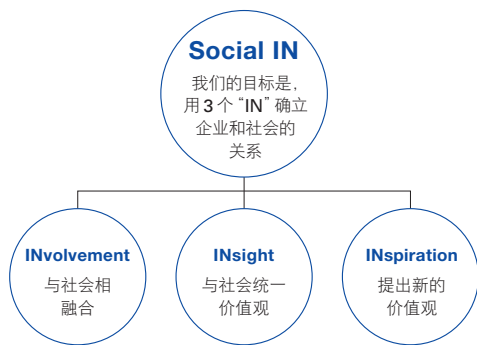 Social IN
我们的目标是，
用3个“IN”确立
企业和社会的
关系
INvolvement
与社会相
融合
INsight
与社会统一
价值观
INspiration
提出新的
价值观